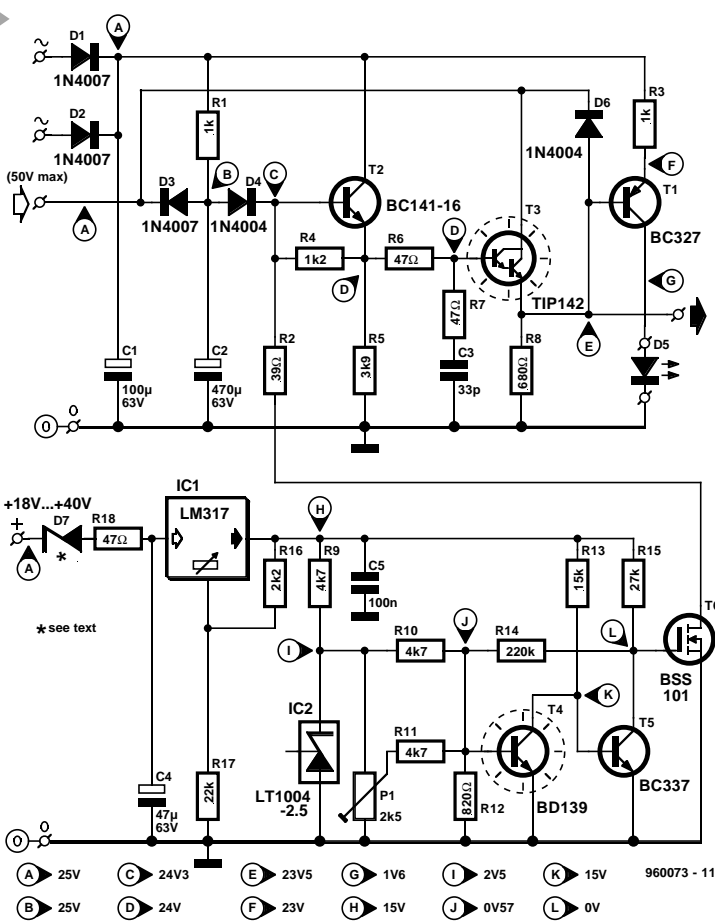 A
~
D1
1N4007
~
D2
1N4007
R1
1k
D6
1N4004
R3
1k
(50V max)
A
D3
1N4007
B
D4
1N4004
C
T2
BC141-16
F
T1
BC327
R4
1k2
R6
47Ω
D
D
T3
TIP142
G
R7
47Ω
E
C1
100µ
63V
C2
470µ
63V
R2
39Ω
R5
3k9
C3
33p
R8
680Ω
D5
0
0
+18V...+40V
+
D7
*
A
R18
47Ω
IC1
LM317
H
R16
2k2
R9
4k7
C5
100n
R13
15k
R15
27k
T6
BSS
101
* see text
I
R10
4k7
J
R14
220k
L
K
IC2
LT1004
-2.5
R11
4k7
T4
BD139
T5
BC337
C4
47µ
63V
R17
22k
P1
2k5
R12
820Ω
0
0
A 25V
C 24V3
E 23V5
G 1V6
I 2V5
K 15V
960073 - 11
B 25V
D 24V
F 23V
H 15V
J 0V57
L 0V